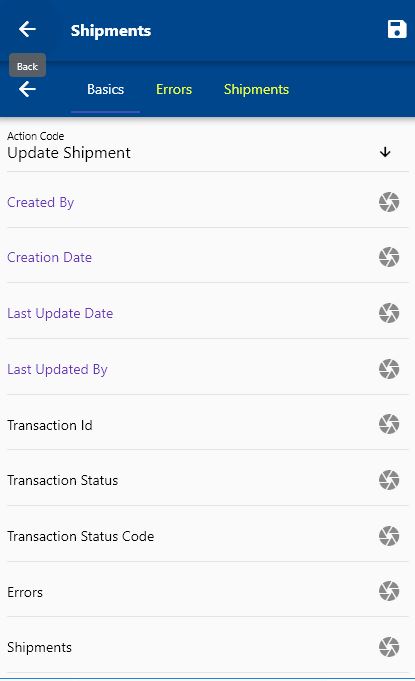 Shipments
Back
Basics Errors Shipments
Action Code
Update Shipment
Created By
Creation Date
Last Update Date
Last Updated By
Transaction Id
Transaction Status
Transaction Status Code
Errors
Shipments